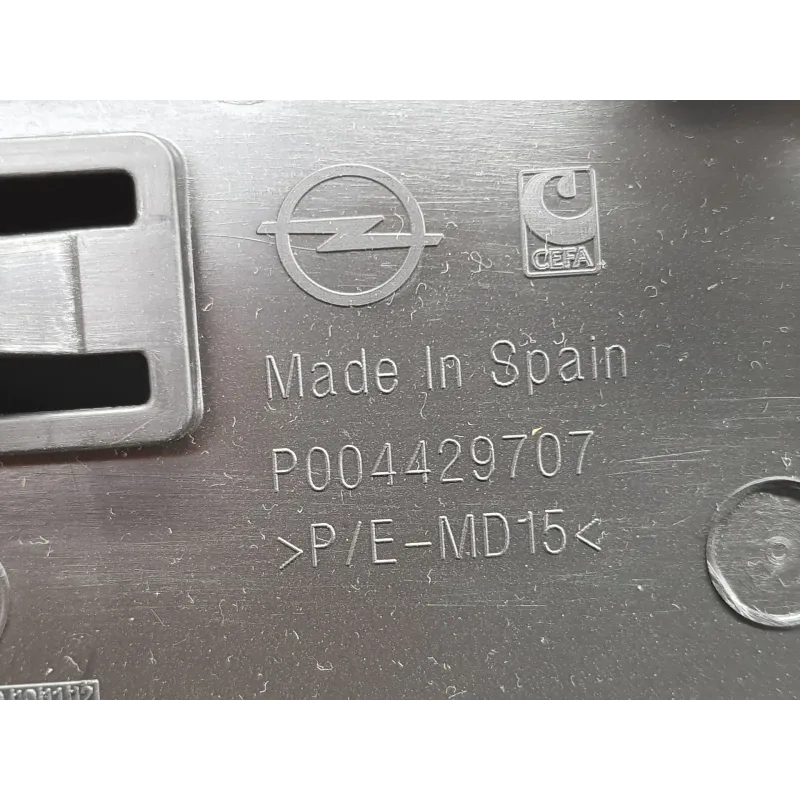 CEFA
Made In Spain
P004429707
>P/E-MD15<